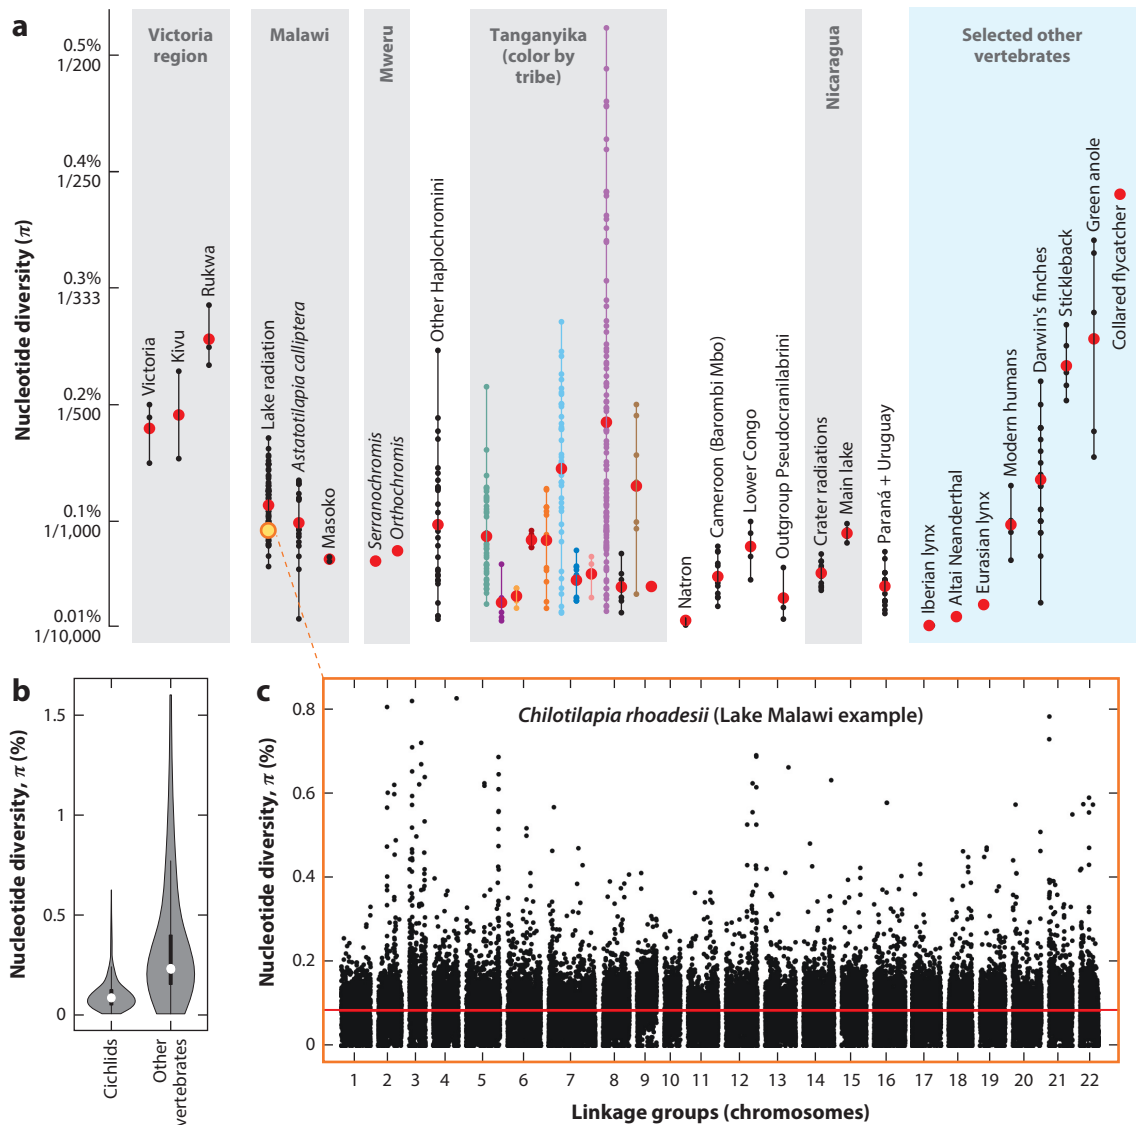 a
Victoria
region
Malawi
Mweru
Tanganyika
(color by
tribe)
Nicaragua
Selected other
vertebrates
Nucleotide diversity (π)
0.5%
1/200
0.4%
1/250
0.3%
1/333
0.2%
1/500
0.1%
1/1,000
0.01%
1/10,000
Victoria
Kivu
Rukwa
Lake radiation
Astatotilapia calliptera
Masoko
Serranochromis
Orthochromis
Other Haplochromini
Natron
Cameroon (Barombi Mbo)
Lower Congo
Outgroup Pseudocranilabrini
Crater radiations
Main lake
Paraná + Uruguay
Iberian lynx
Altai Neanderthal
Eurasian lynx
Modern humans
Darwin's finches
Stickleback
Green anole
Collared flycatcher
b
Nucleotide diversity, π (%)
1.5
1
0.5
0
Cichlids
Other
vertebrates
c
Chilotilapia rhoadesii (Lake Malawi example)
Nucleotide diversity, π (%)
0.8
0.6
0.4
0.2
0
1 2 3 4 5 6 7 8 9 10 11 12 13 14 15 16 17 18 19 20 21 22
Linkage groups (chromosomes)